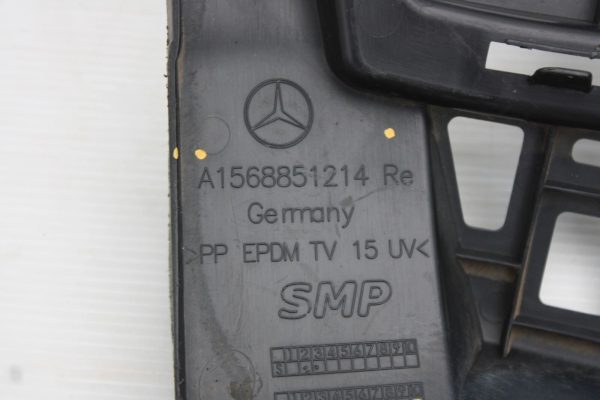 A1568851214 Re
Germany
>PP EPDM TV 15 UV<
SMP